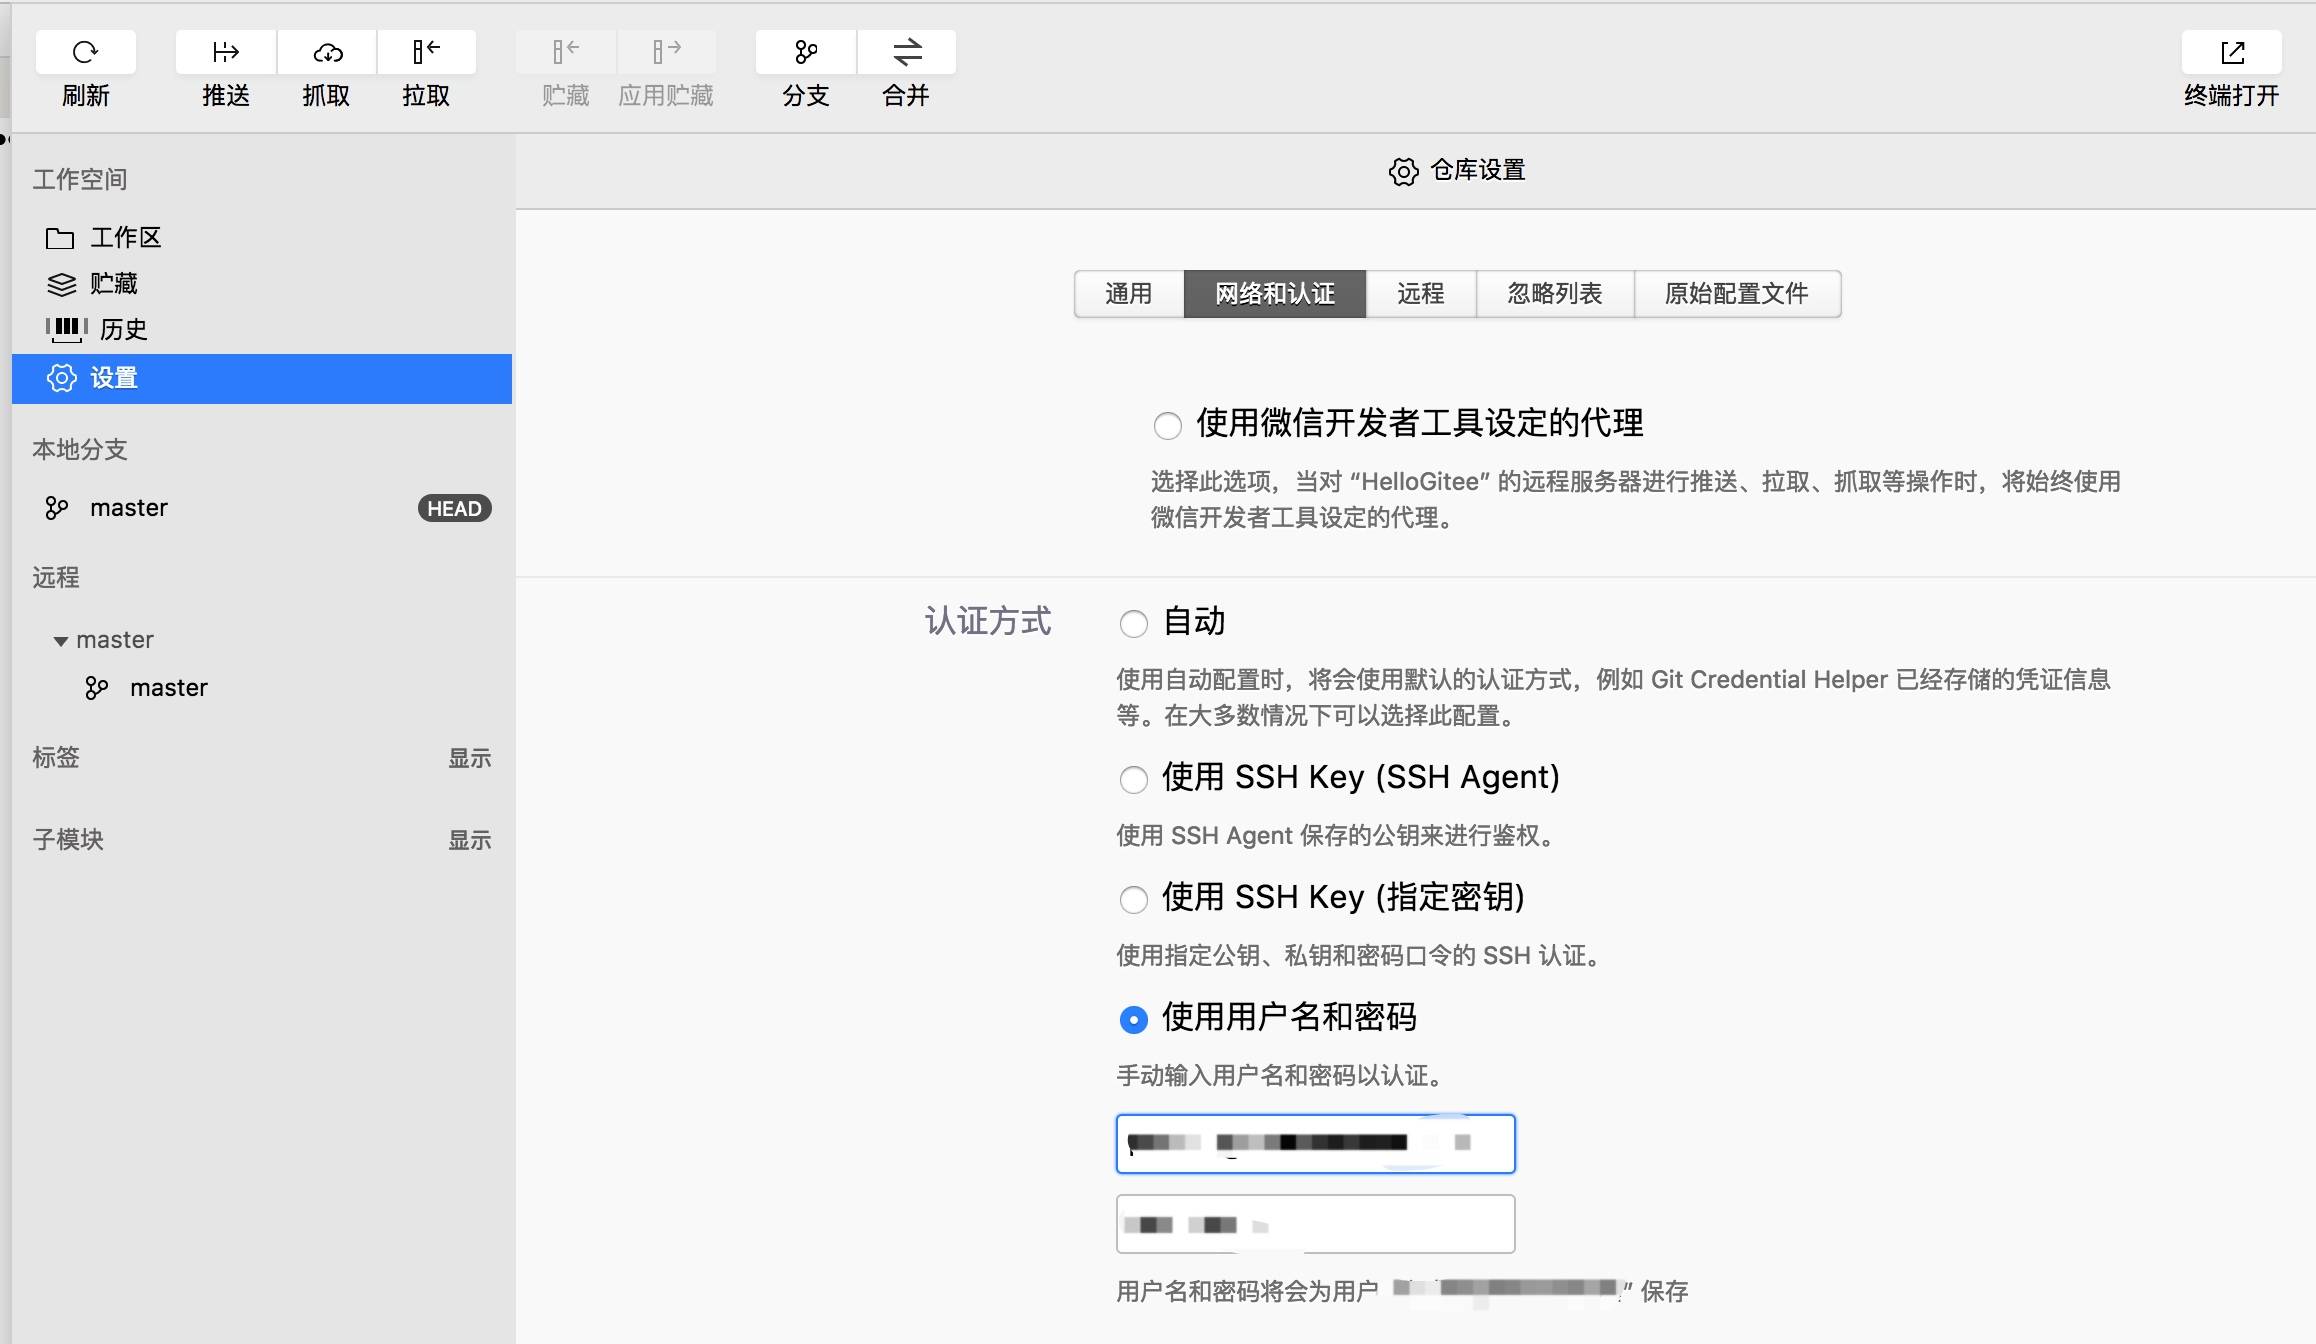 刷新
推送
抓取
拉取
贮藏
应用贮藏
分支
合并
终端打开
工作空间
工作区
贮藏
历史
设置
本地分支
master
HEAD
远程
master
master
标签
显示
子模块
显示
仓库设置
通用
网络和认证
远程
忽略列表
原始配置文件
使用微信开发者工具设定的代理
选择此选项，当对 “HelloGitee” 的远程服务器进行推送、拉取、抓取等操作时，将始终使用
微信开发者工具设定的代理。
认证方式
自动
使用自动配置时，将会使用默认的认证方式，例如 Git Credential Helper 已经存储的凭证信息
等。在大多数情况下可以选择此配置。
使用 SSH Key (SSH Agent)
使用 SSH Agent 保存的公钥来进行鉴权。
使用 SSH Key (指定密钥)
使用指定公钥、私钥和密码口令的 SSH 认证。
使用用户名和密码
手动输入用户名和密码以认证。
用户名和密码将会为用户 ” 保存